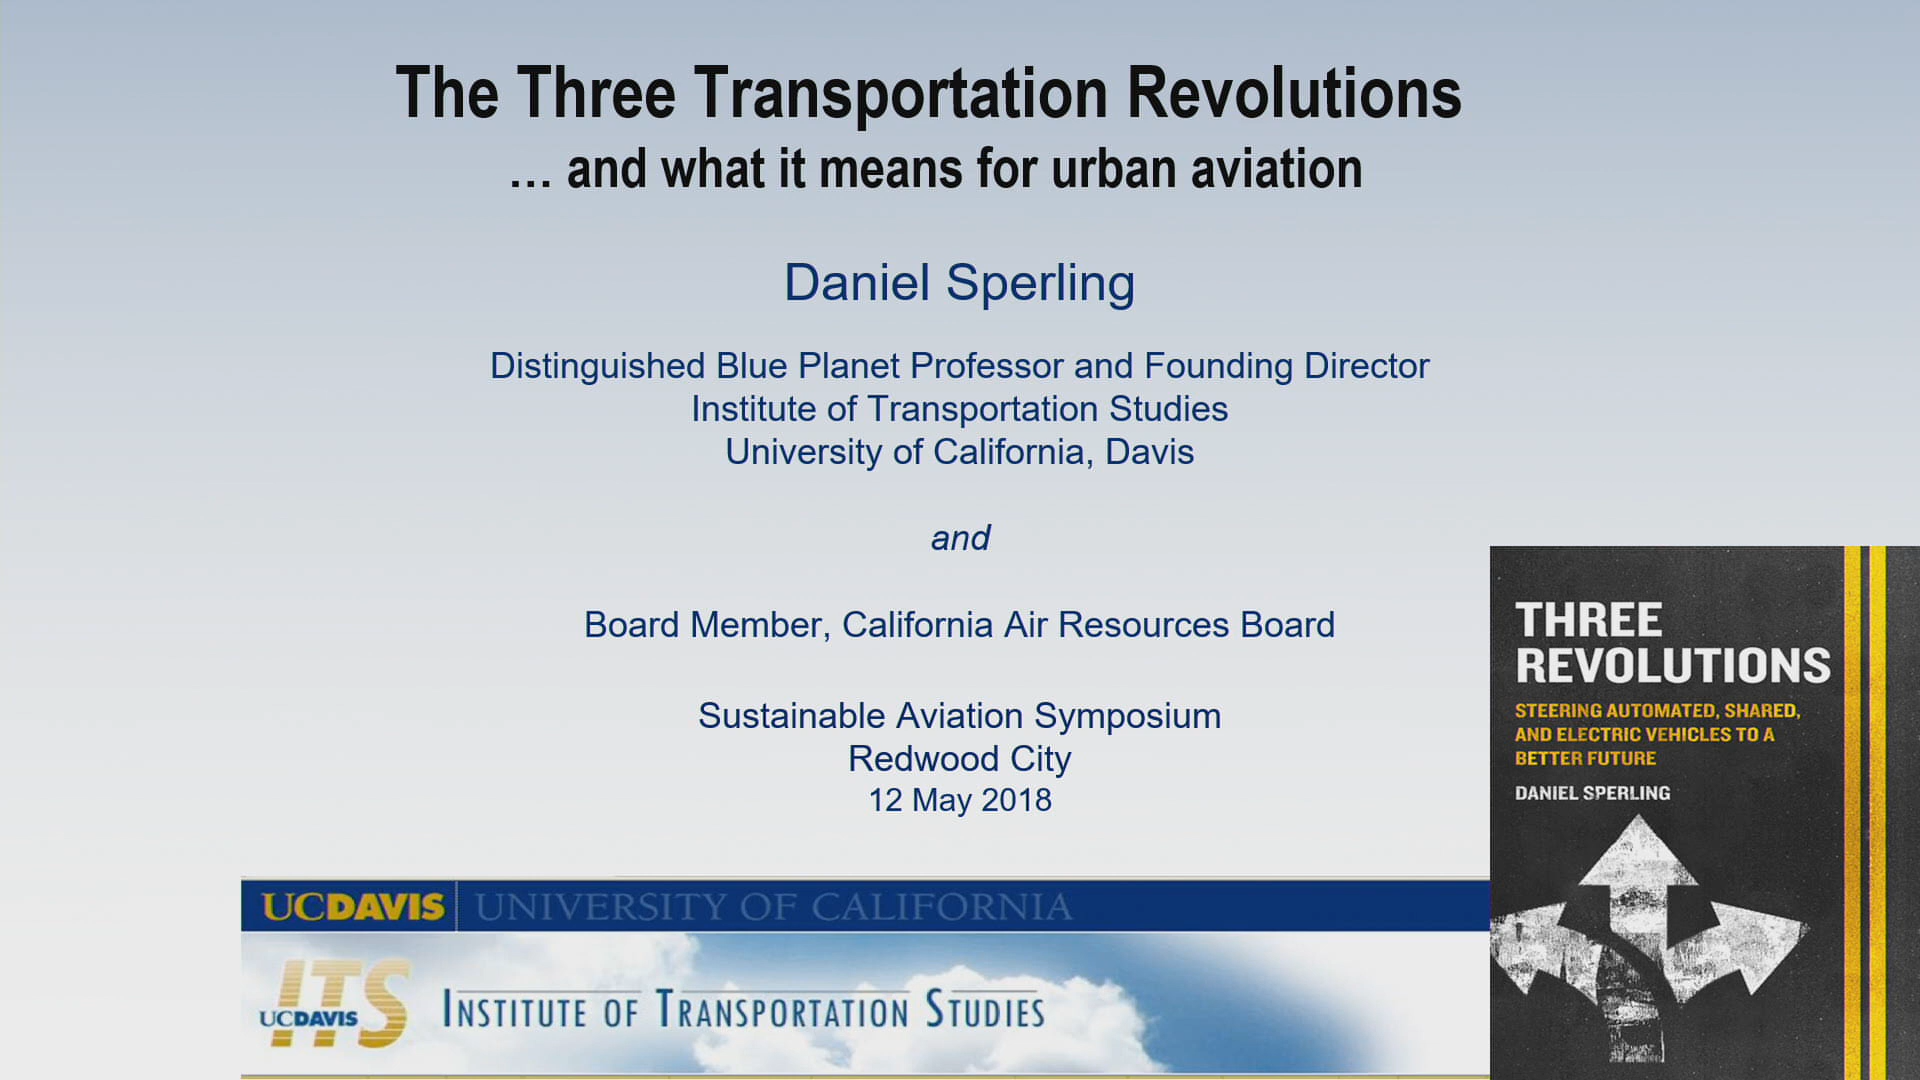 The Three Transportation Revolutions
… and what it means for urban aviation
Daniel Sperling
Distinguished Blue Planet Professor and Founding Director
Institute of Transportation Studies
University of California, Davis
and
Board Member, California Air Resources Board
Sustainable Aviation Symposium
Redwood City
12 May 2018
THREE
REVOLUTIONS
STEERING AUTOMATED, SHARED,
AND ELECTRIC VEHICLES TO A
BETTER FUTURE
DANIEL SPERLING
UCDAVIS UNIVERSITY OF CALIFORNIA
ITS
UCDAVIS
INSTITUTE OF TRANSPORTATION STUDIES